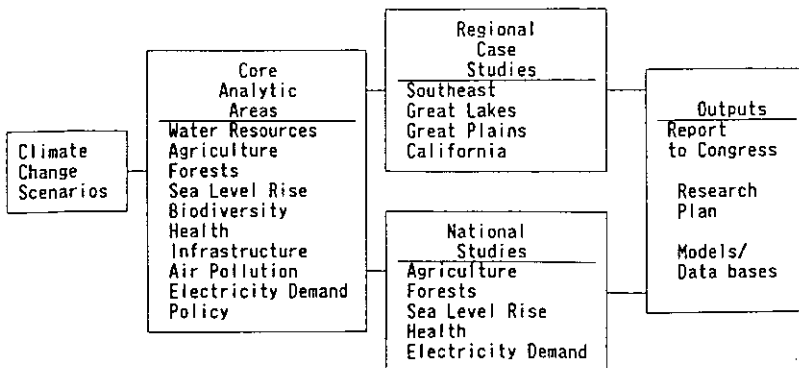 Climate
Change
Scenarios
Core
Analytic
Areas
Water Resources
Agriculture
Forests
Sea Level Rise
Biodiversity
Health
Infrastructure
Air Pollution
Electricity Demand
Policy
Regional
Case
Studies
Southeast
Great Lakes
Great Plains
California
National
Studies
Agriculture
Forests
Sea Level Rise
Health
Electricity Demand
Outputs
Report
to Congress
Research
Plan
Models/
Data bases